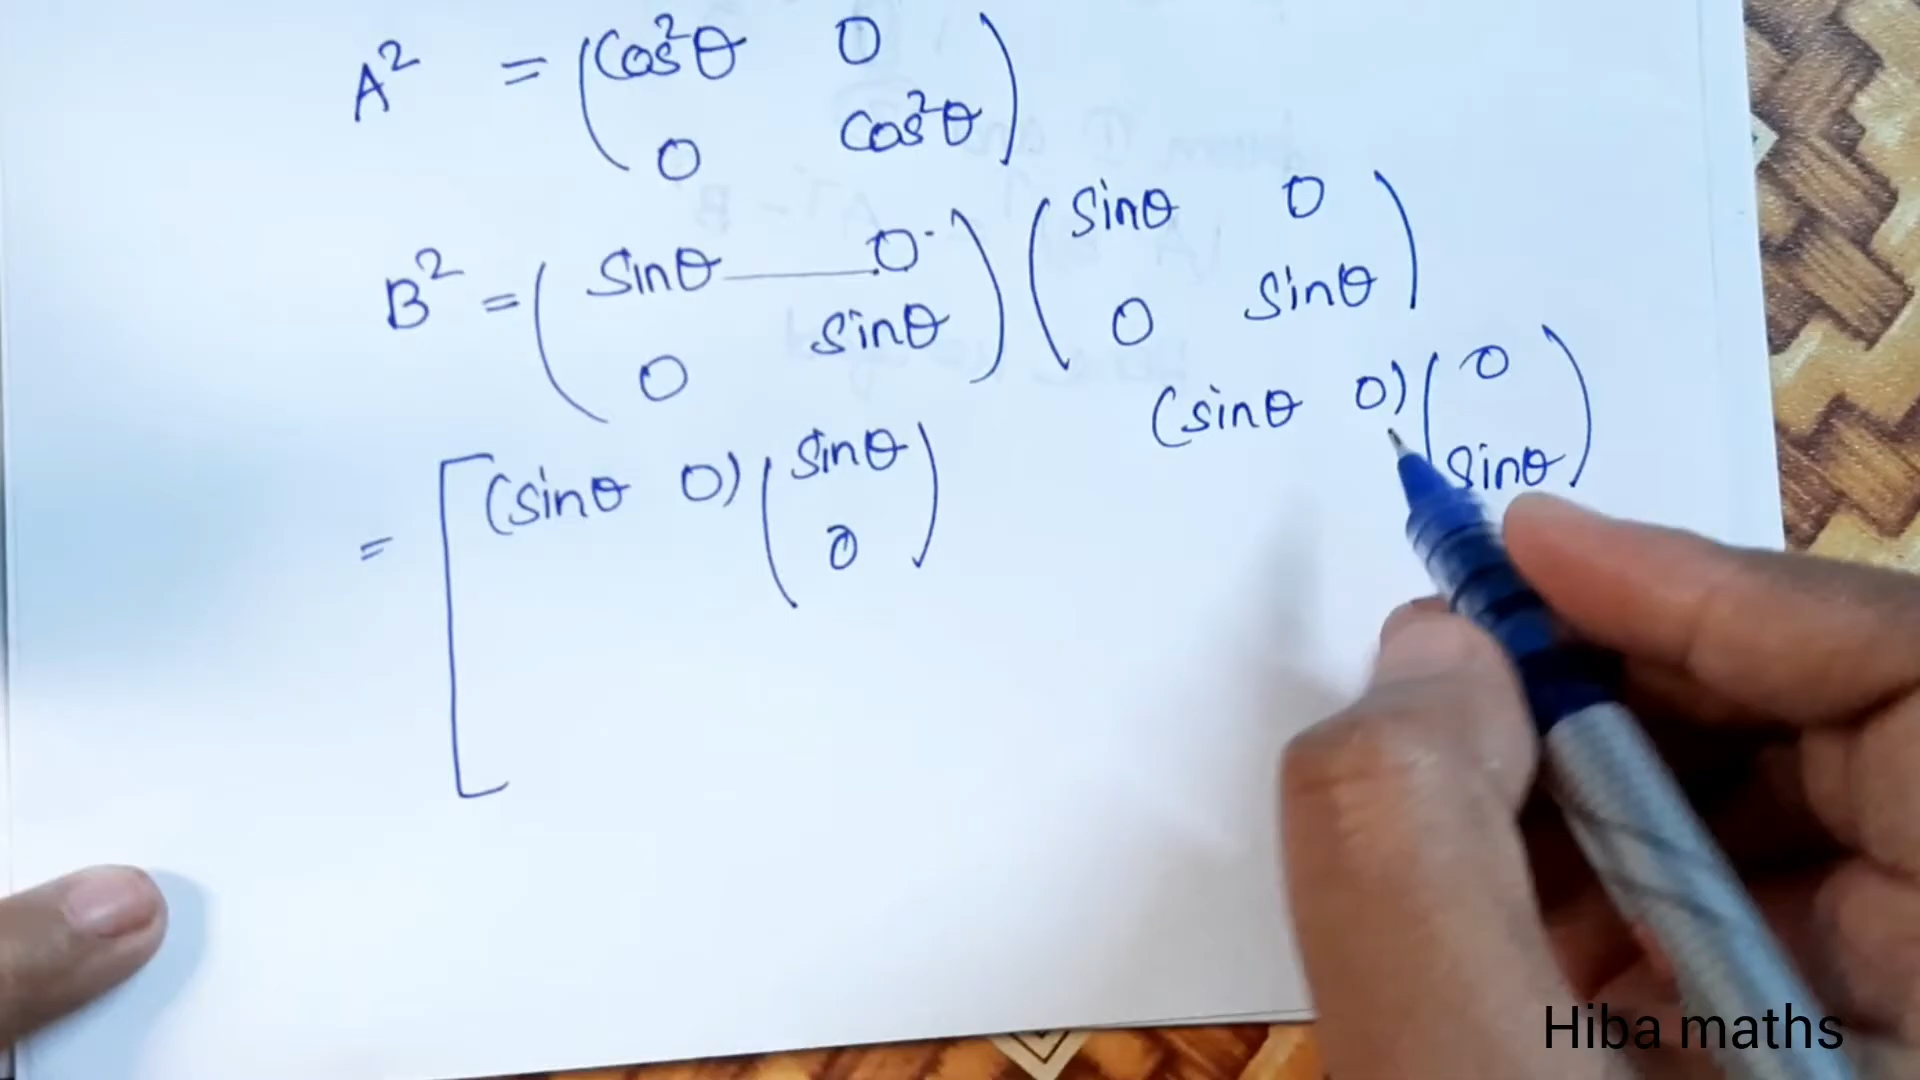 A² = (cos²θ 0
0 cos²θ)
B² = (sinθ 0
0 sinθ) (sinθ 0
0 sinθ)
= [(sinθ 0) (sinθ
0) (sinθ 0) (0
sinθ)
Hiba maths